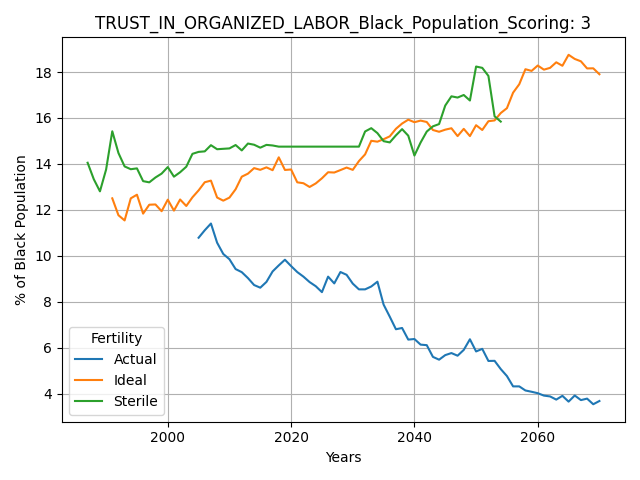 TRUST_IN_ORGANIZED_LABOR_Black_Population_Scoring: 3
% of Black Population
18
16
14
12
10
8
6
4
Fertility
Actual
Ideal
Sterile
2000 2020 2040 2060
Years